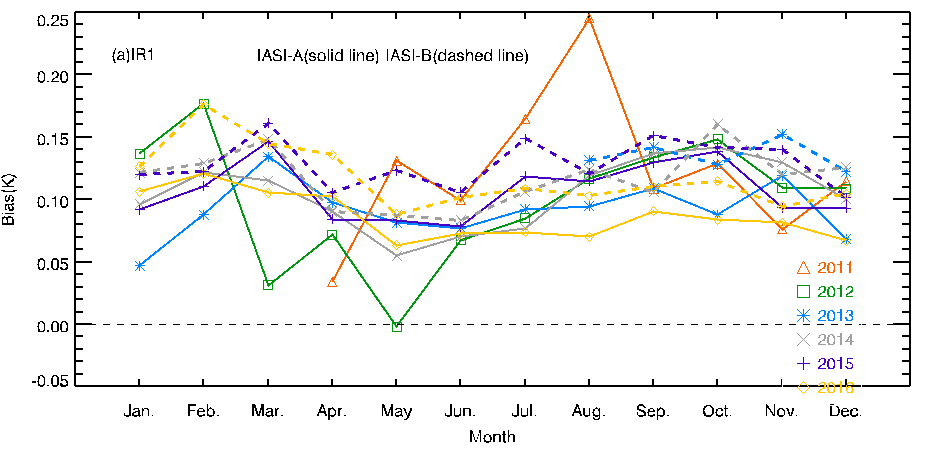 0.25
0.20
0.15
0.10
0.05
0.00
-0.05
Bias(K)
(a)IR1
IASI-A(solid line) IASI-B(dashed line)
2011
2012
2013
2014
2015
2016
Jan. Feb. Mar. Apr. May Jun. Jul. Aug. Sep. Oct. Nov. Dec.
Month